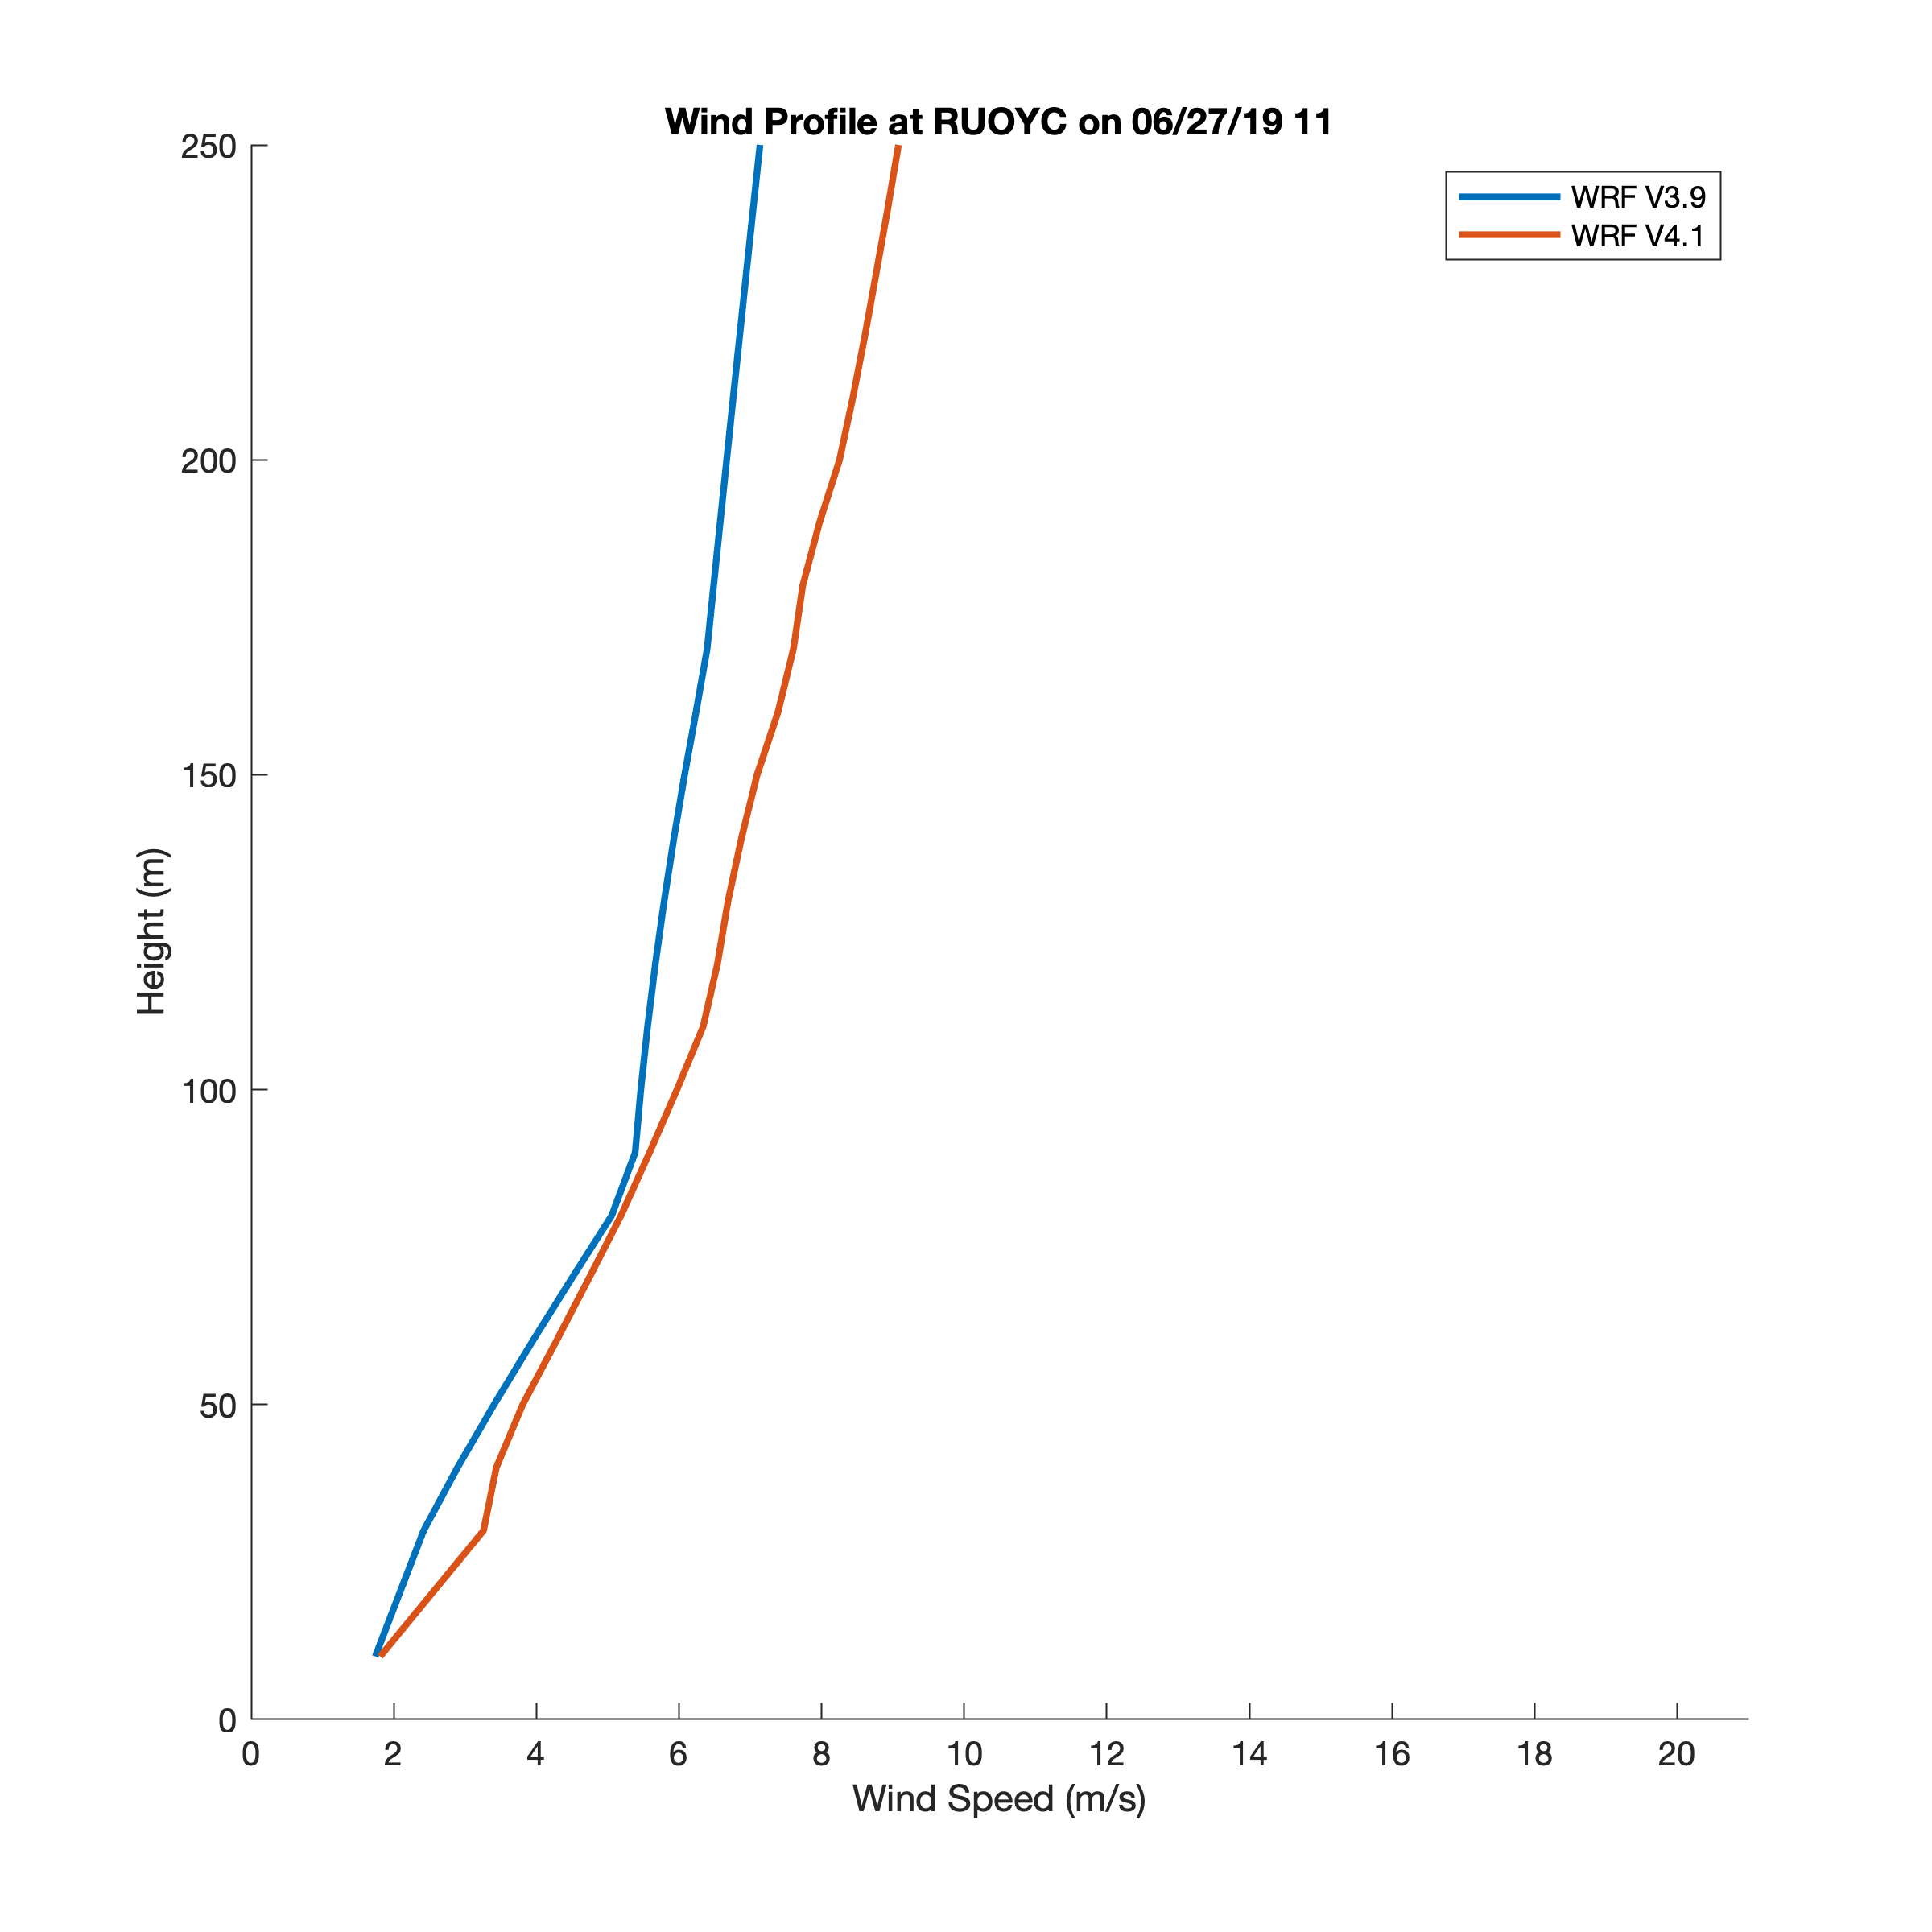 Wind Profile at RUOYC on 06/27/19 11
WRF V3.9
WRF V4.1
250
200
150
100
50
0
Height (m)
0 2 4 6 8 10 12 14 16 18 20
Wind Speed (m/s)